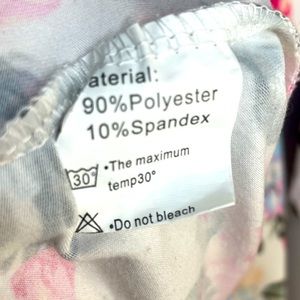 aterial:
90%Polyester
10%Spandex
30° •The maximum
temp30°
•Do not bleach